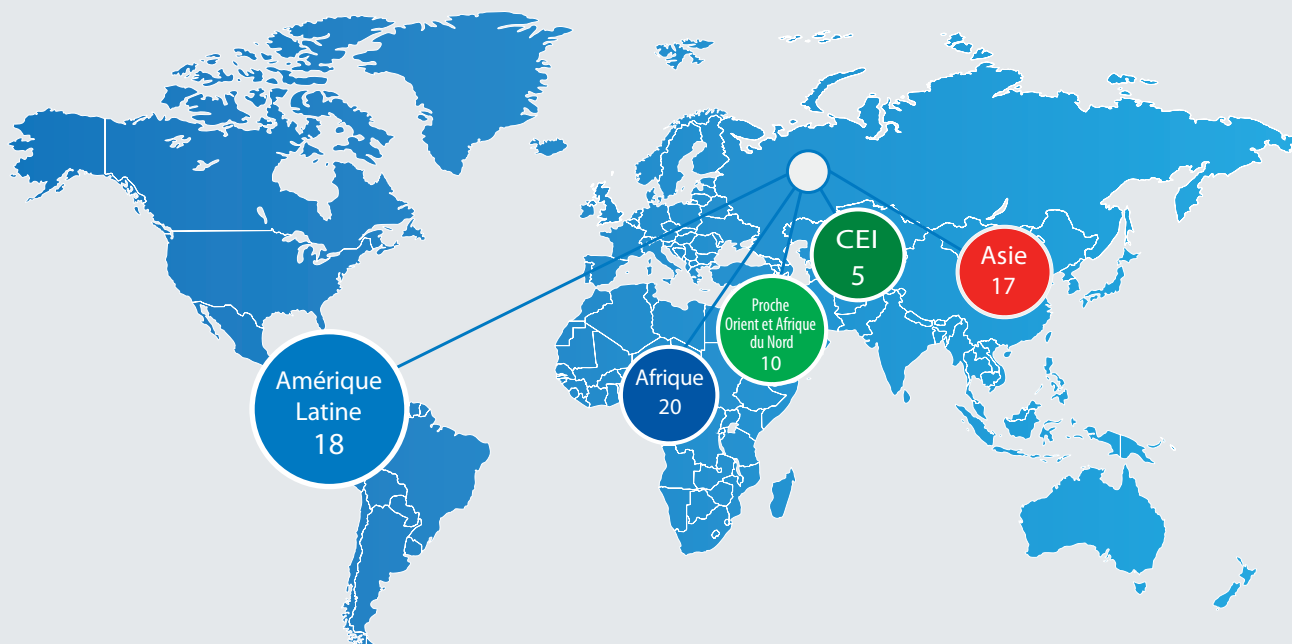 CEI
5
Asie
17
Proche
Orient et Afrique
du Nord
10
Afrique
20
Amérique
Latine
18